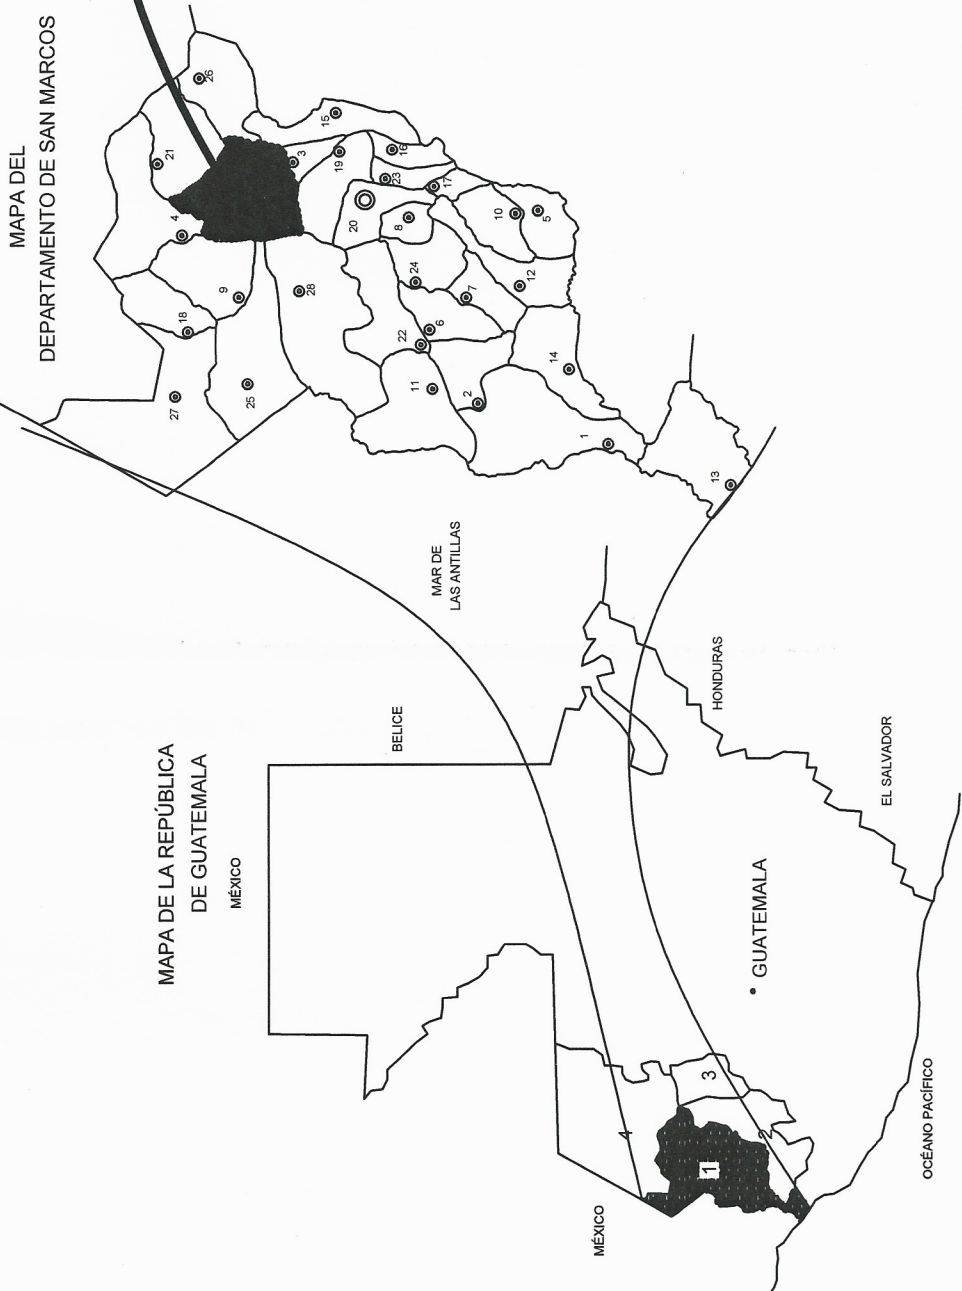 MAPA DEL
DEPARTAMENTO DE SAN MARCOS
26
21
15
3
19
16
4
23
17
20
8
10
5
9
28
24
12
18
7
6
22
27
25
11
2
14
1
13
MAR DE
LAS ANTILLAS
MAPA DE LA REPÚBLICA
DE GUATEMALA
MÉXICO
BELICE
HONDURAS
EL SALVADOR
GUATEMALA
3
4
2
1
MÉXICO
OCÉANO PACÍFICO